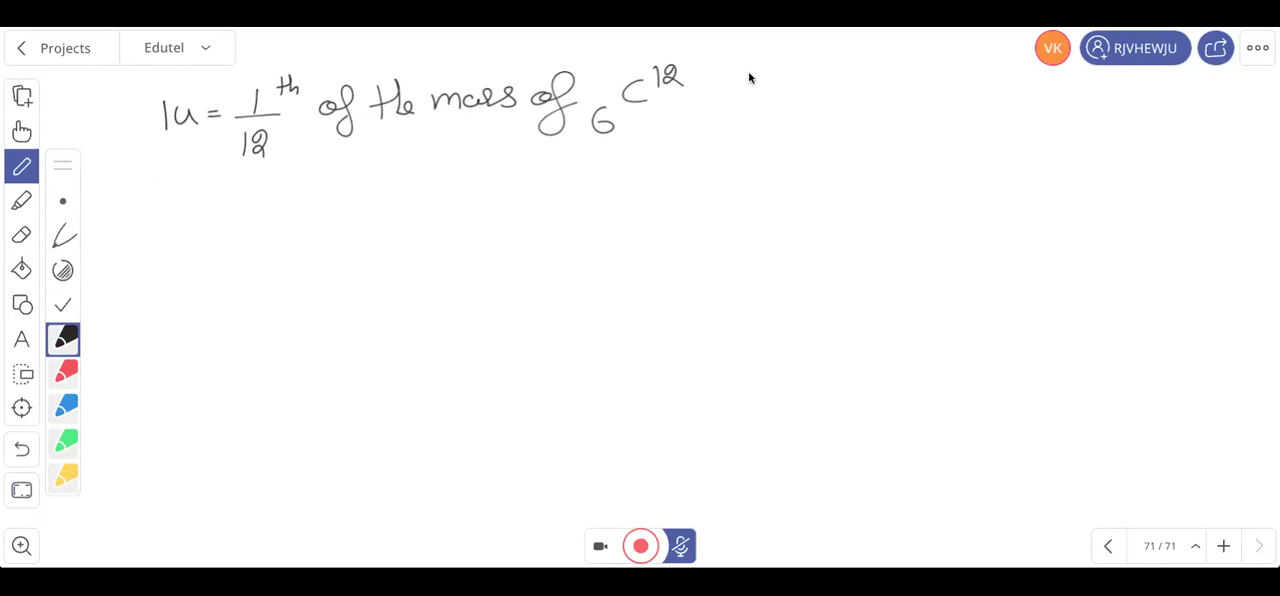 Projects
Edutel
VK
RJVHEWJU
1u = 1/12 th of the mass of ₆C¹²
A
71 / 71